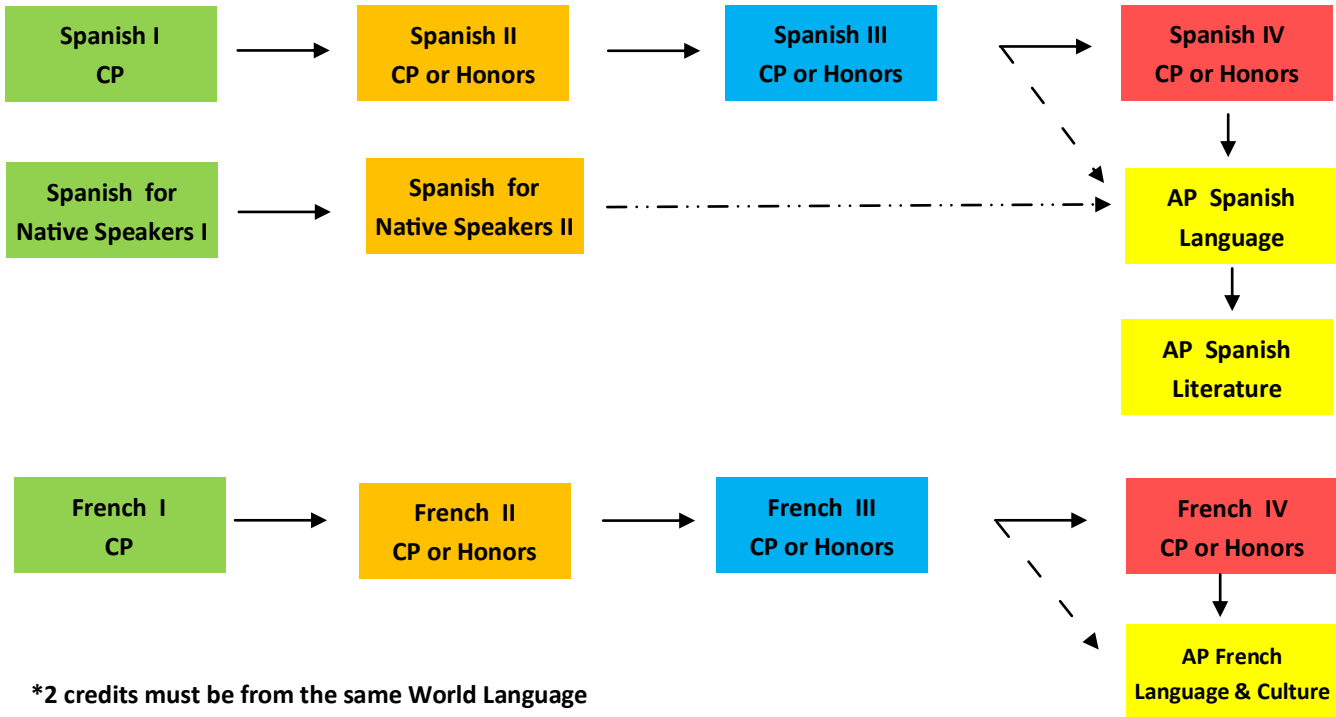 Spanish I
CP
Spanish II
CP or Honors
Spanish III
CP or Honors
Spanish IV
CP or Honors
Spanish for
Native Speakers I
Spanish for
Native Speakers II
AP Spanish
Language
AP Spanish
Literature
French I
CP
French II
CP or Honors
French III
CP or Honors
French IV
CP or Honors
AP French
Language & Culture
*2 credits must be from the same World Language